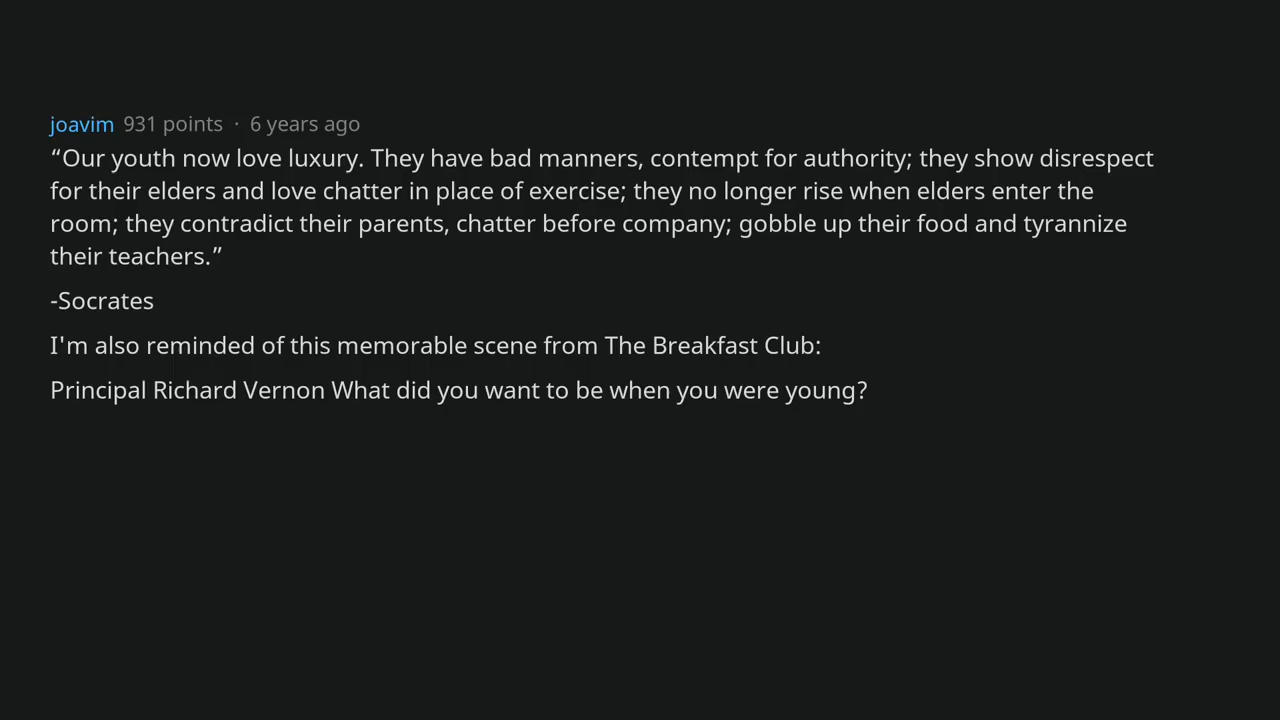 joavim 931 points · 6 years ago
“Our youth now love luxury. They have bad manners, contempt for authority; they show disrespect
for their elders and love chatter in place of exercise; they no longer rise when elders enter the
room; they contradict their parents, chatter before company; gobble up their food and tyrannize
their teachers.”
-Socrates
I'm also reminded of this memorable scene from The Breakfast Club:
Principal Richard Vernon What did you want to be when you were young?